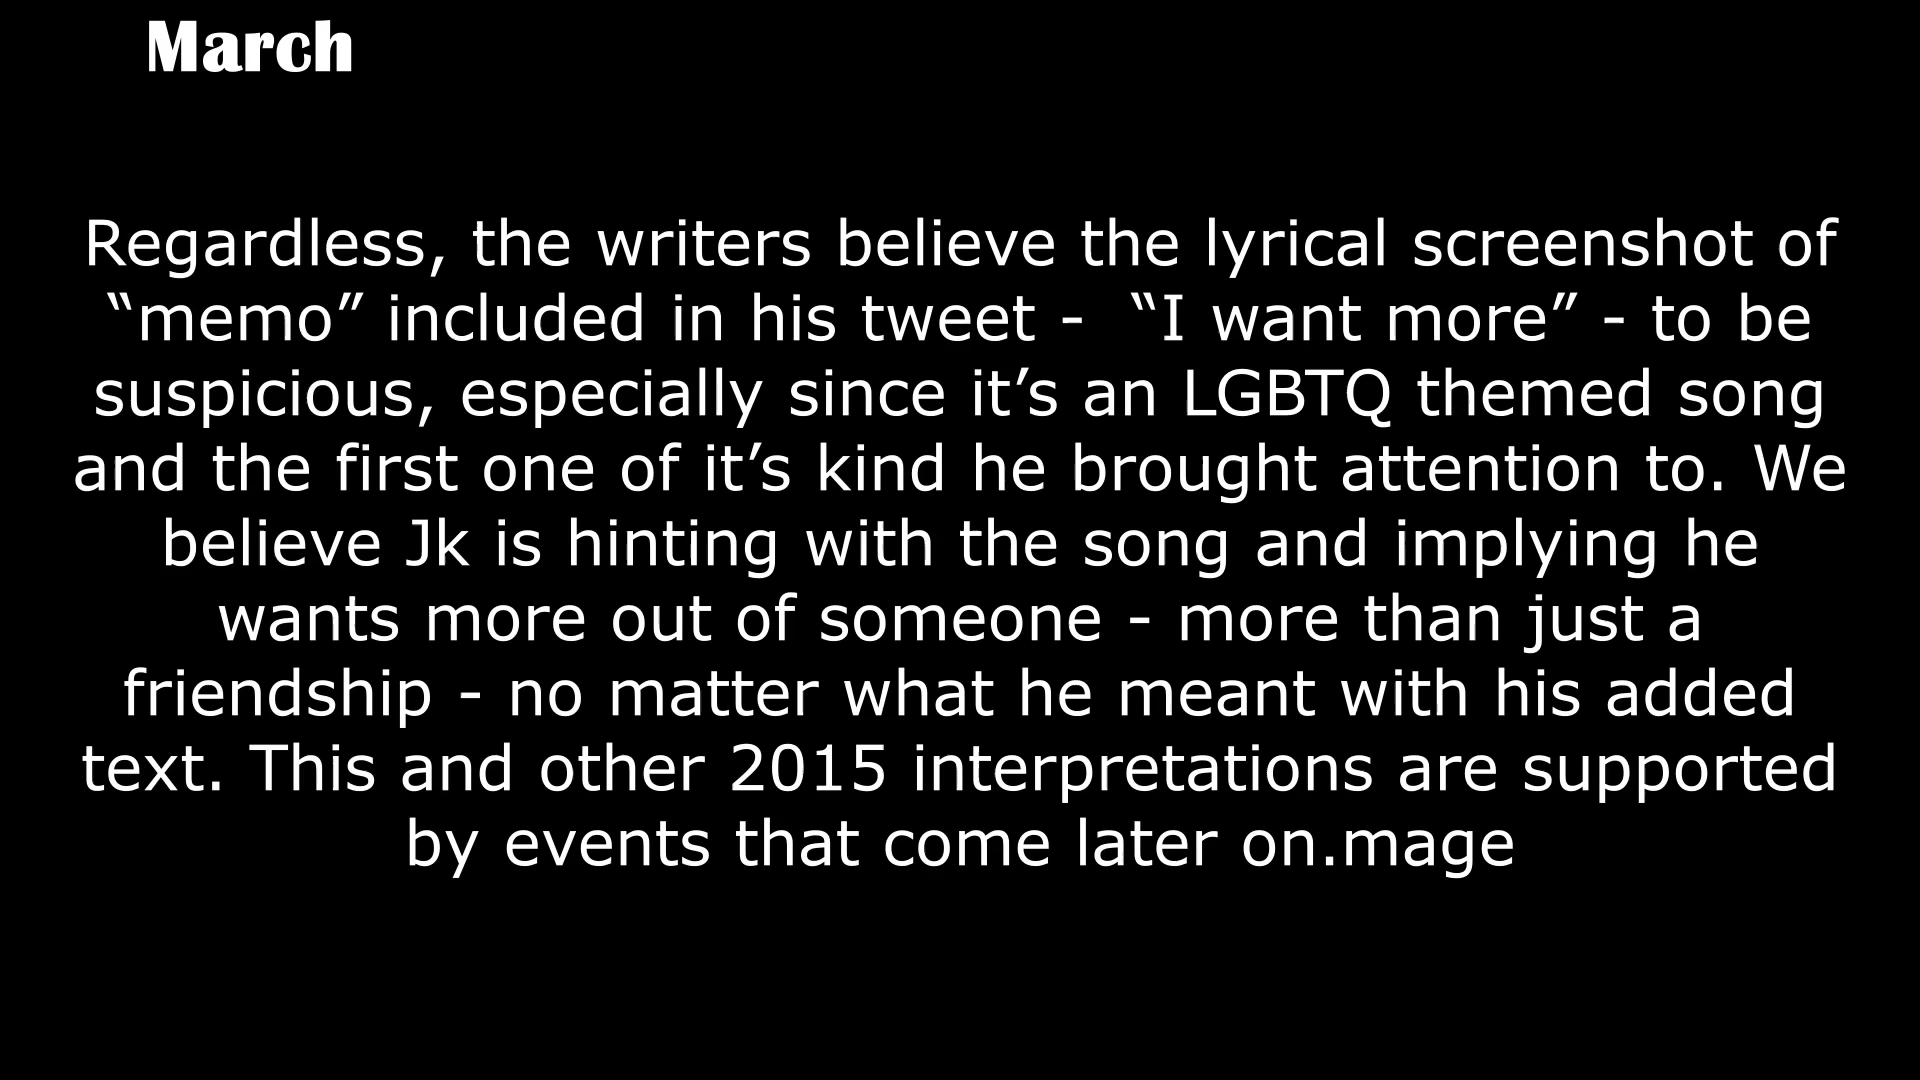 March
Regardless, the writers believe the lyrical screenshot of
“memo” included in his tweet -  “I want more” - to be
suspicious, especially since it’s an LGBTQ themed song
and the first one of it’s kind he brought attention to. We
believe Jk is hinting with the song and implying he
wants more out of someone - more than just a
friendship - no matter what he meant with his added
text. This and other 2015 interpretations are supported
by events that come later on.mage